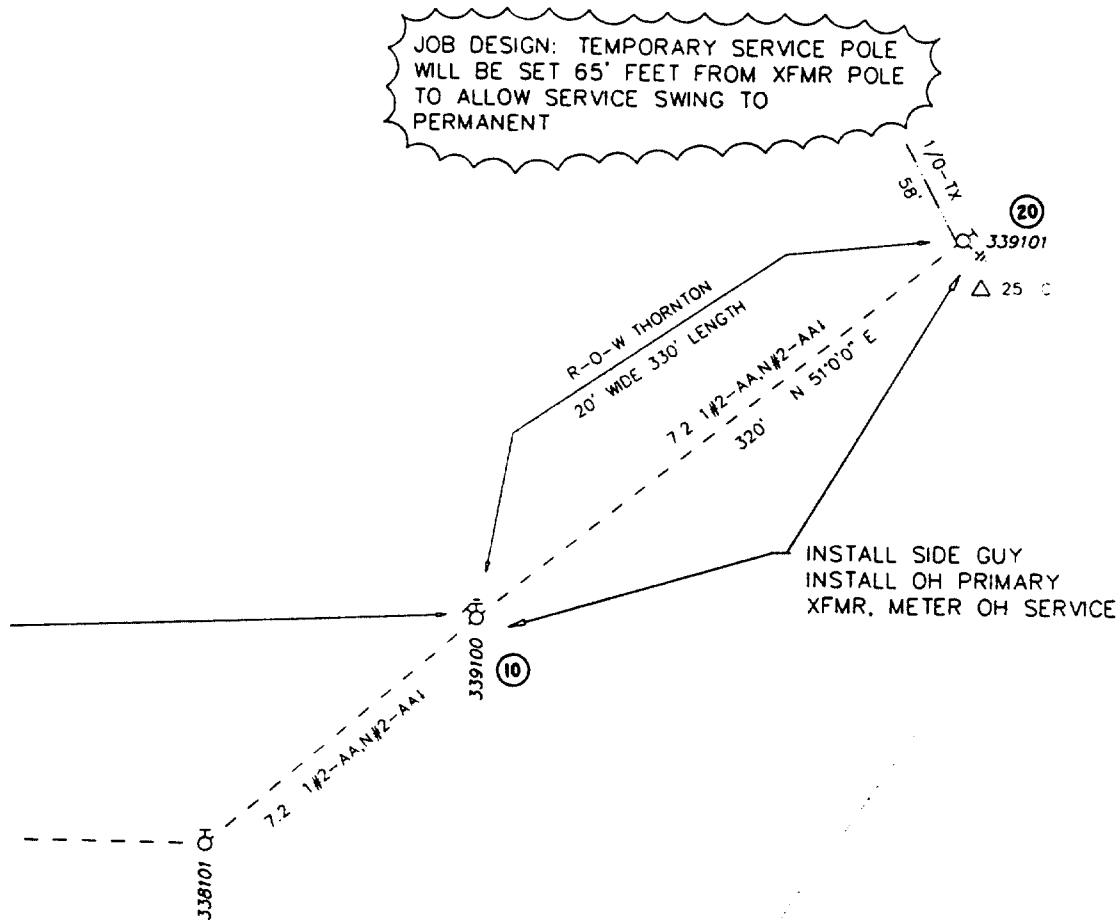 JOB DESIGN: TEMPORARY SERVICE POLE
WILL BE SET 65' FEET FROM XFMR POLE
TO ALLOW SERVICE SWING TO
PERMANENT
1/0-TX
58'
20
339101
25 C
R-O-W THORNTON
20' WIDE 330' LENGTH
7.2 1#2-AA,N#2-AA1
320' N 51°0'0" E
INSTALL SIDE GUY
INSTALL OH PRIMARY
XFMR, METER OH SERVICE
339100
10
7.2 1#2-AA,N#2-AA1
338101